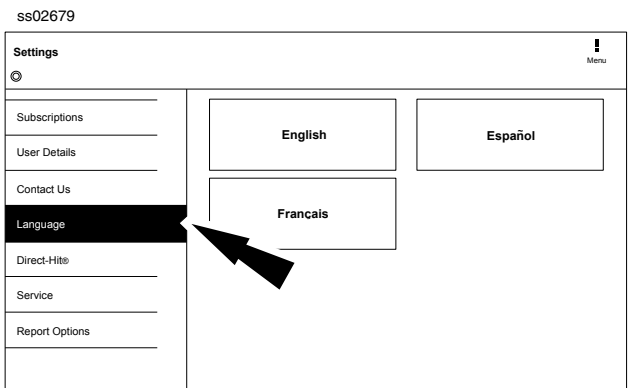 ss02679
Settings
Menu
Subscriptions
User Details
Contact Us
Language
Direct-Hit®
Service
Report Options
English
Español
Français